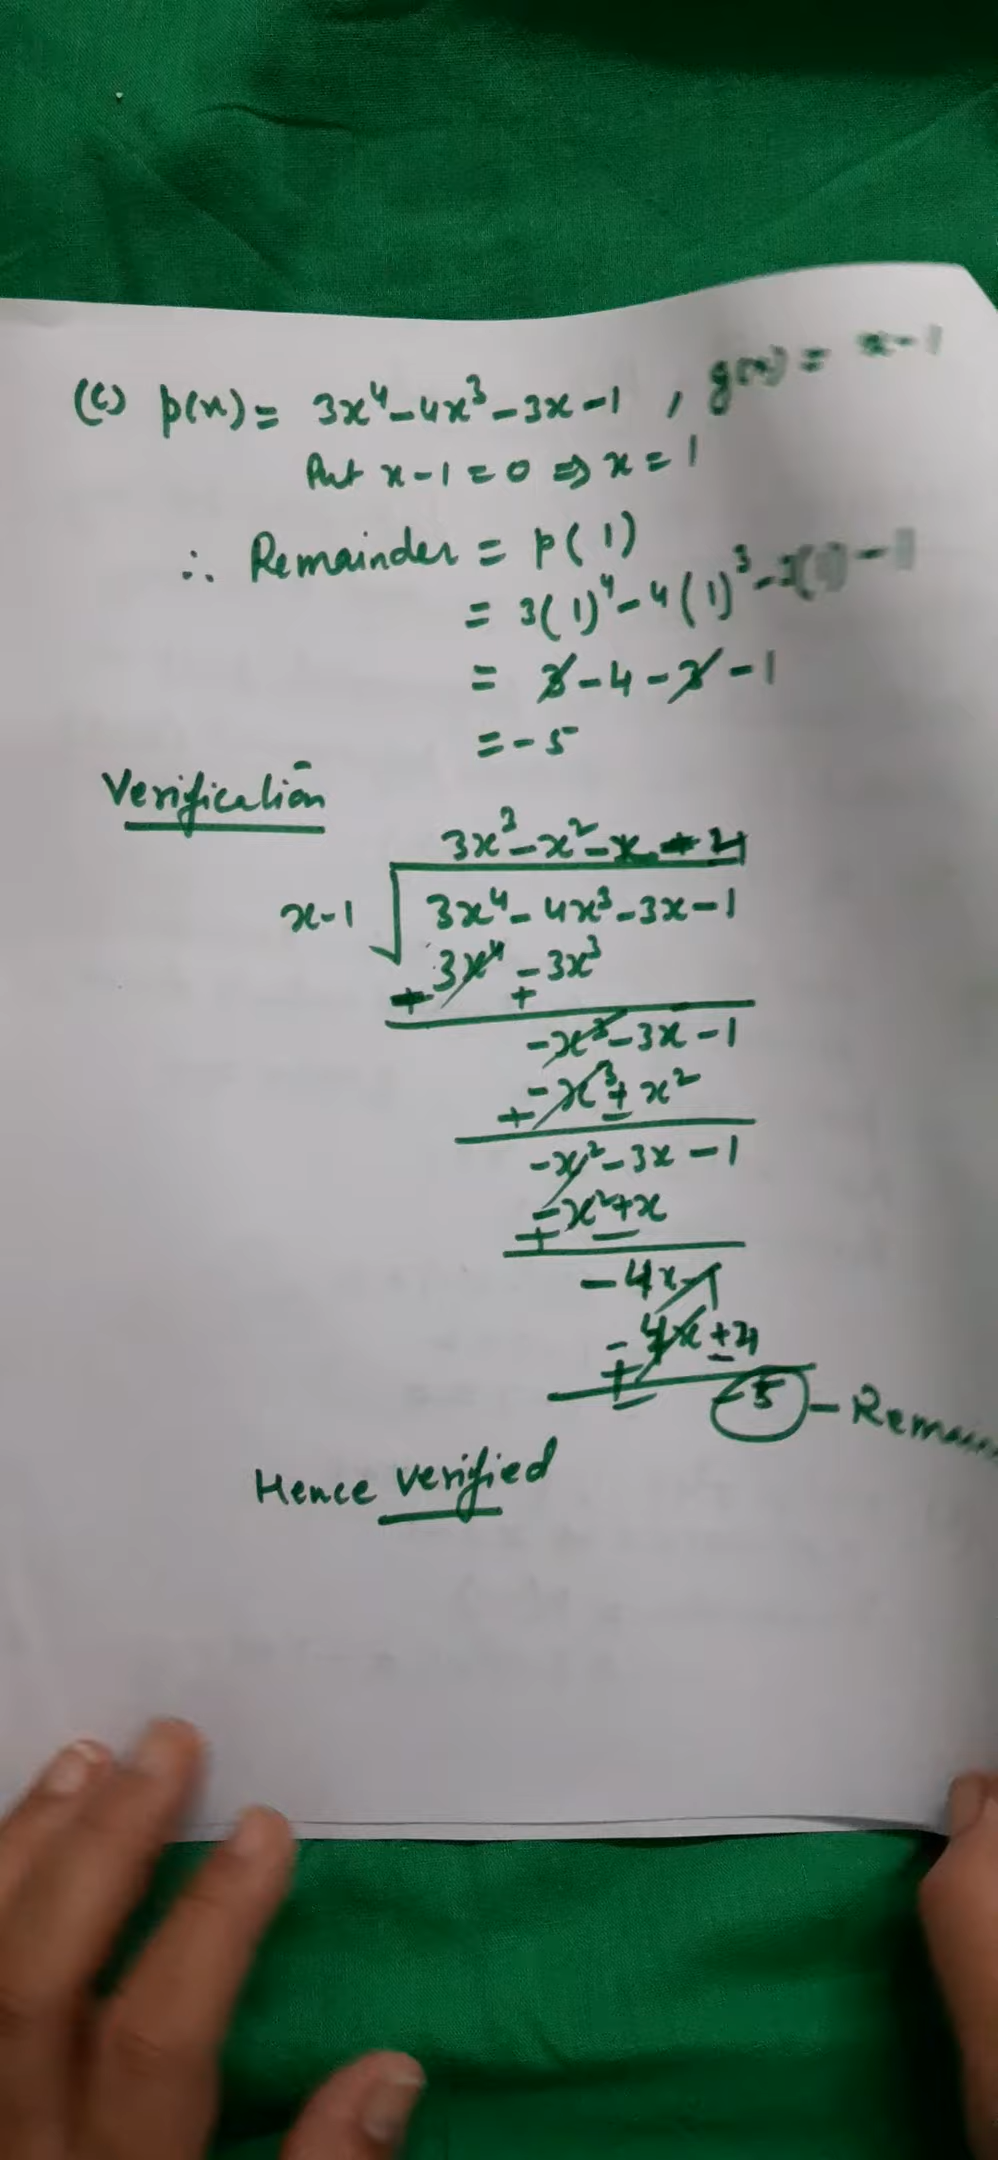 (c) p(x) = 3x⁴-4x³-3x-1 , g(x) = x-1
Put x-1=0 ⇒ x=1
∴ Remainder = p(1)
= 3(1)⁴-4(1)³-3(1)-1
= 3-4-3-1
=-5
Verification
3x³-x²-x-4
x-1 3x⁴-4x³-3x-1
3x⁴-3x³
- +
-x³-3x-1
-x³+x²
+ -
-x²-3x-1
-x²+x
+ -
-4x-1
-4x+4
+ -
-5 -
Hence verified